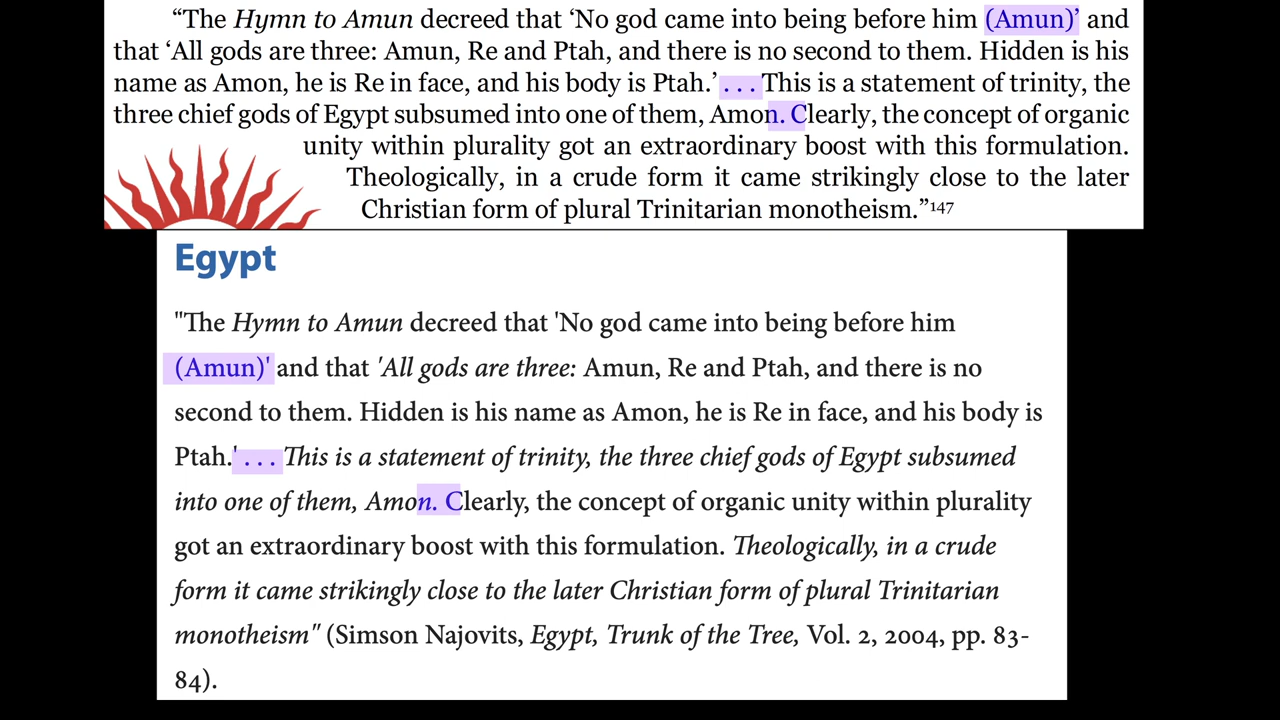 “The Hymn to Amun decreed that ‘No god came into being before him (Amun)’ and
that ‘All gods are three: Amun, Re and Ptah, and there is no second to them. Hidden is his
name as Amon, he is Re in face, and his body is Ptah.’ . . . This is a statement of trinity, the
three chief gods of Egypt subsumed into one of them, Amon. Clearly, the concept of organic
unity within plurality got an extraordinary boost with this formulation.
Theologically, in a crude form it came strikingly close to the later
Christian form of plural Trinitarian monotheism.”147
Egypt
"The Hymn to Amun decreed that 'No god came into being before him
(Amun)' and that 'All gods are three: Amun, Re and Ptah, and there is no
second to them. Hidden is his name as Amon, he is Re in face, and his body is
Ptah.' . . . This is a statement of trinity, the three chief gods of Egypt subsumed
into one of them, Amon. Clearly, the concept of organic unity within plurality
got an extraordinary boost with this formulation. Theologically, in a crude
form it came strikingly close to the later Christian form of plural Trinitarian
monotheism" (Simson Najovits, Egypt, Trunk of the Tree, Vol. 2, 2004, pp. 83-
84).